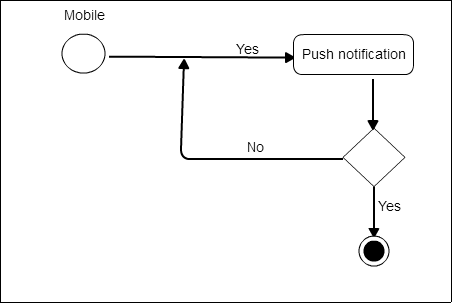 Mobile
Yes
Push notification
No
Yes